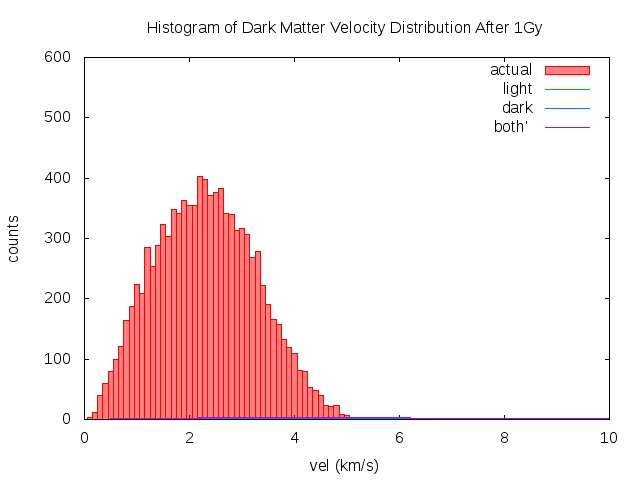 Histogram of Dark Matter Velocity Distribution After 1Gy
600
500
400
300
200
100
0
counts
actual
light
dark
both'
0 2 4 6 8 10
vel (km/s)